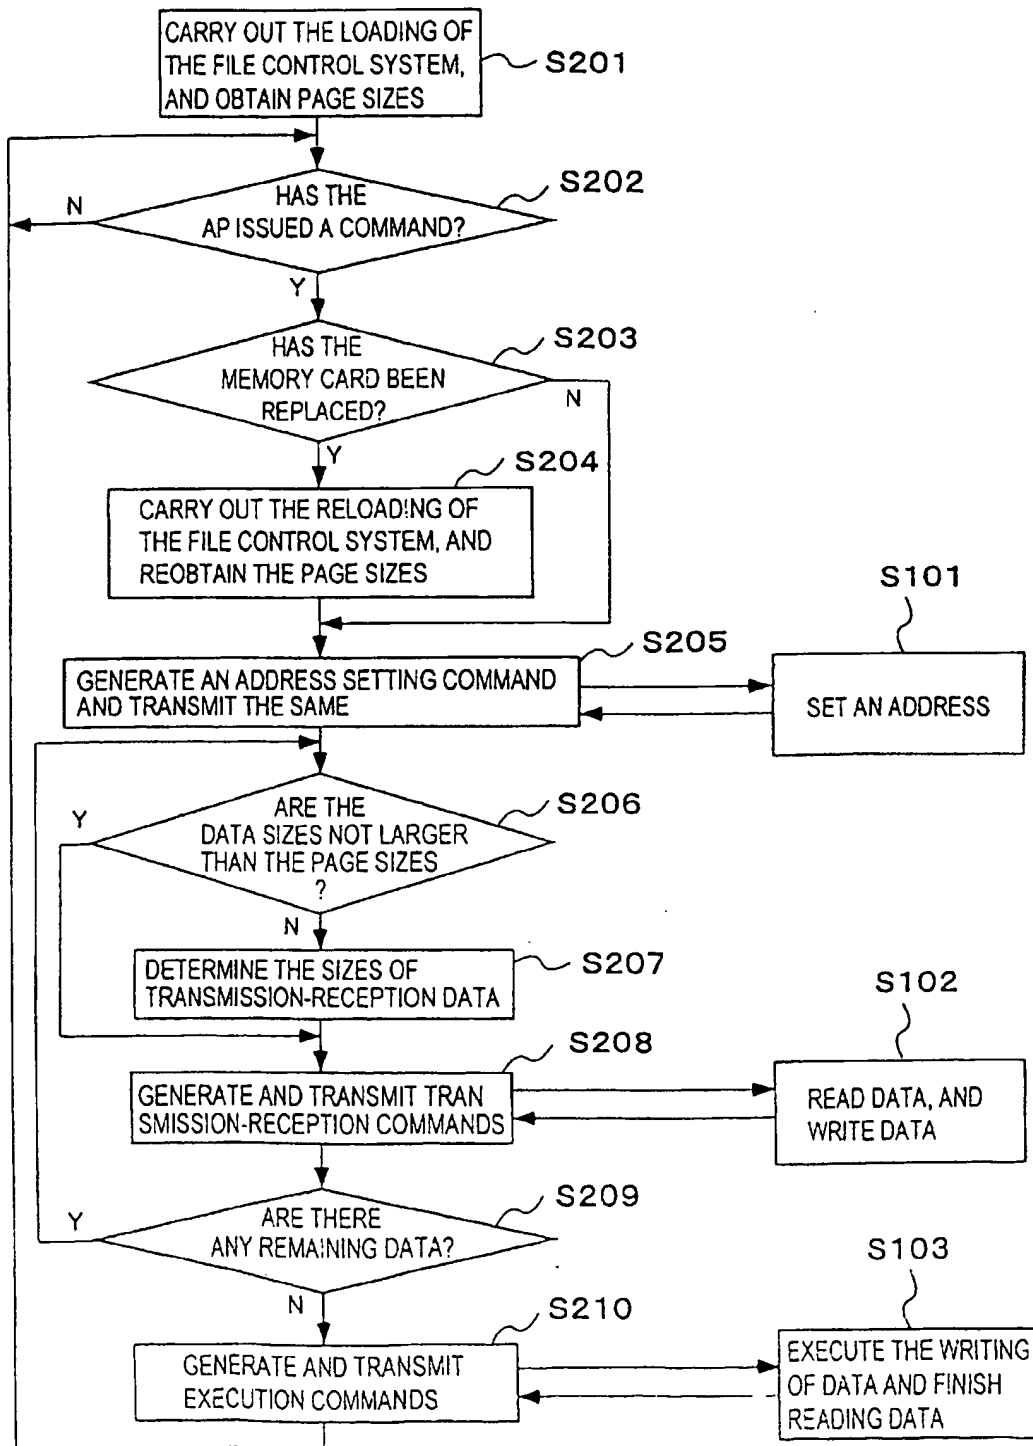 CARRY OUT THE LOADING OF
THE FILE CONTROL SYSTEM,
AND OBTAIN PAGE SIZES
S201
HAS THE
AP ISSUED A COMMAND?
S202
N
Y
HAS THE
MEMORY CARD BEEN
REPLACED?
S203
N
Y
S204
CARRY OUT THE RELOADING OF
THE FILE CONTROL SYSTEM, AND
REOBTAIN THE PAGE SIZES
S205
GENERATE AN ADDRESS SETTING COMMAND
AND TRANSMIT THE SAME
S101
SET AN ADDRESS
S206
ARE THE
DATA SIZES NOT LARGER
THAN THE PAGE SIZES
?
Y
N
DETERMINE THE SIZES OF
TRANSMISSION-RECEPTION DATA
S207
S208
GENERATE AND TRANSMIT TRAN
SMISSION-RECEPTION COMMANDS
S102
READ DATA, AND
WRITE DATA
S209
ARE THERE
ANY REMAINING DATA?
Y
N
S210
GENERATE AND TRANSMIT
EXECUTION COMMANDS
S103
EXECUTE THE WRITING
OF DATA AND FINISH
READING DATA